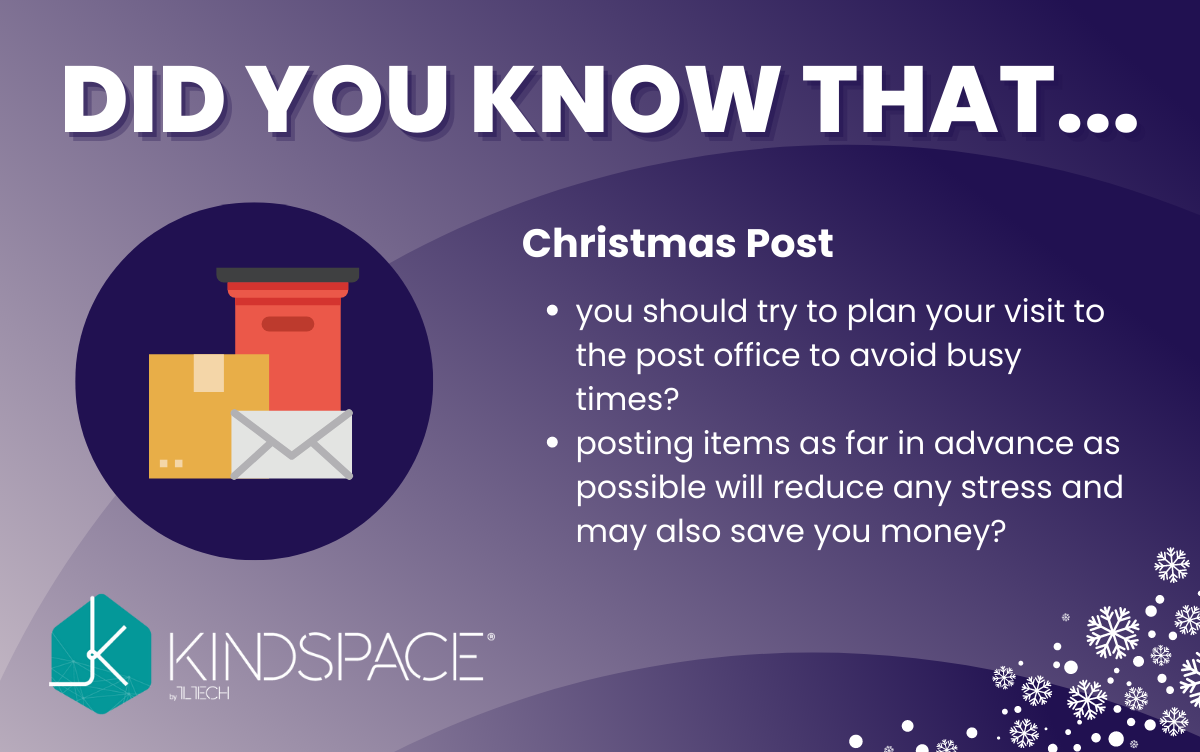 DID YOU KNOW THAT...
Christmas Post
• you should try to plan your visit to
the post office to avoid busy
times?
• posting items as far in advance as
possible will reduce any stress and
may also save you money?
KINDSPACE®
by 1LTECH